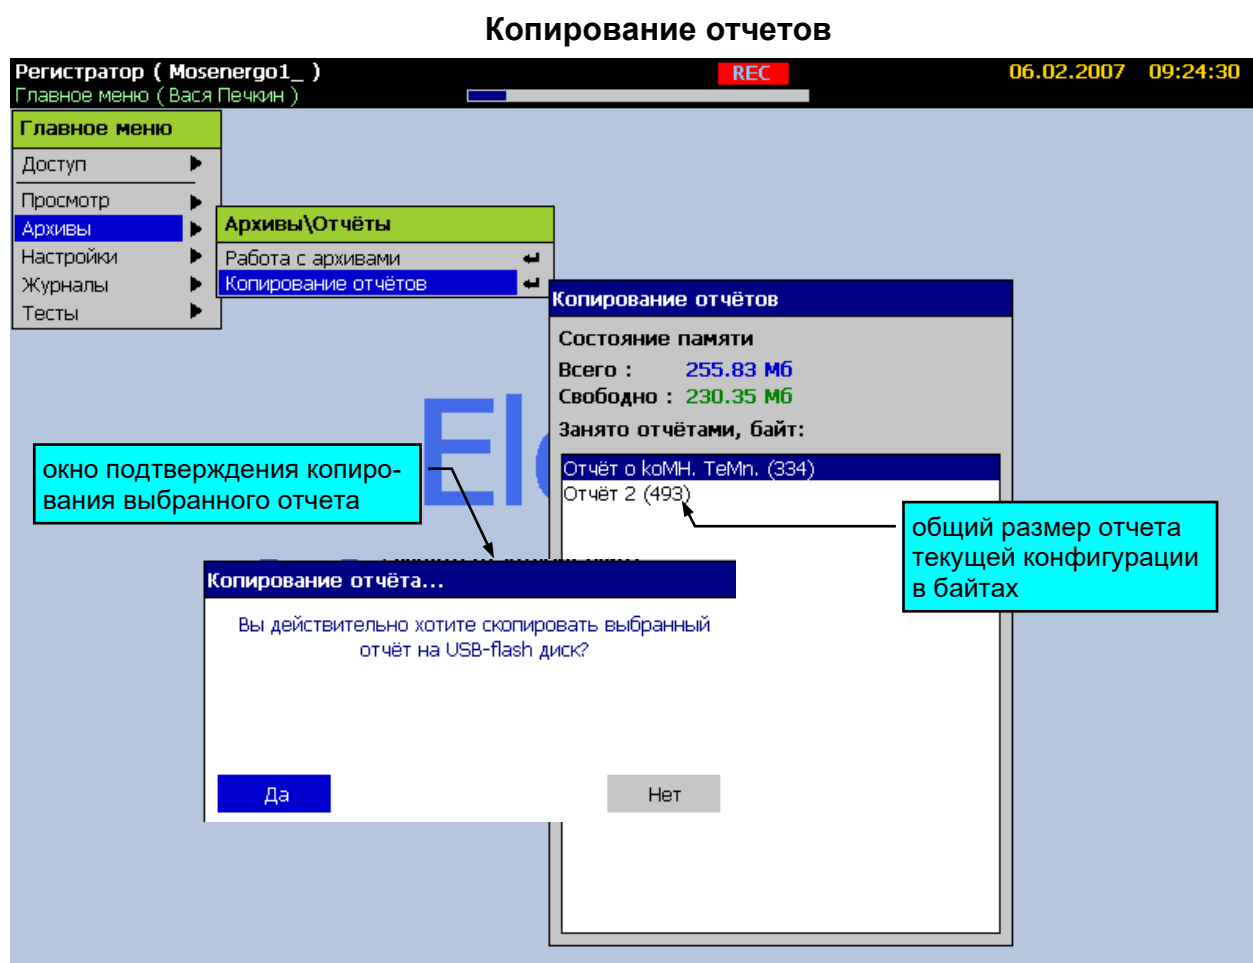 Копирование отчетов
Регистратор ( Mosenergo1_ )
REC
06.02.2007 09:24:30
Главное меню ( Вася Печкин )
Главное меню
Доступ
Просмотр
Архивы
Настройки
Журналы
Тесты
Архивы\Отчёты
Работа с архивами
Копирование отчётов
Копирование отчётов
Состояние памяти
Всего : 255.83 Мб
Свободно : 230.35 Мб
Занято отчётами, байт:
Отчёт о koMH. TeMn. (334)
Отчёт 2 (493)
окно подтверждения копиро-
вания выбранного отчета
общий размер отчета
текущей конфигурации
в байтах
Копирование отчёта...
Вы действительно хотите скопировать выбранный
отчёт на USB-flash диск?
Да
Нет